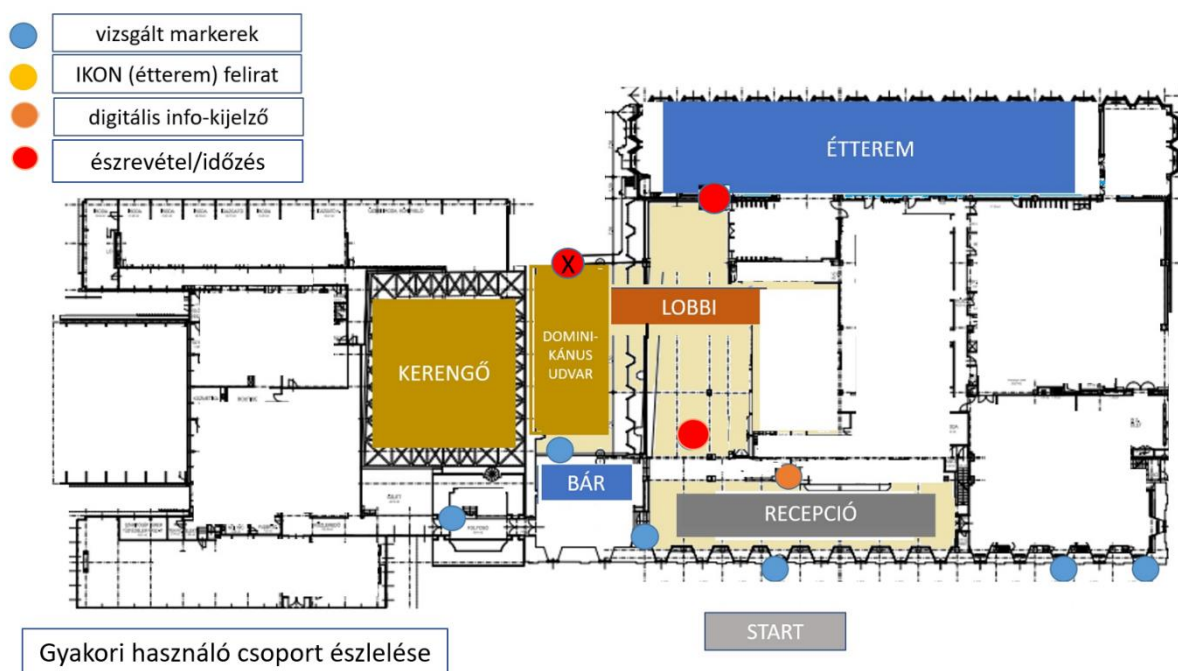 vizsgált markerek
IKON (étterem) felirat
digitális info-kijelző
észrevétel/időzés
ÉTTEREM
X
LOBBI
DOMINI-
KÁNUS
UDVAR
KERENGŐ
BÁR
RECEPCIÓ
START
Gyakori használó csoport észlelése